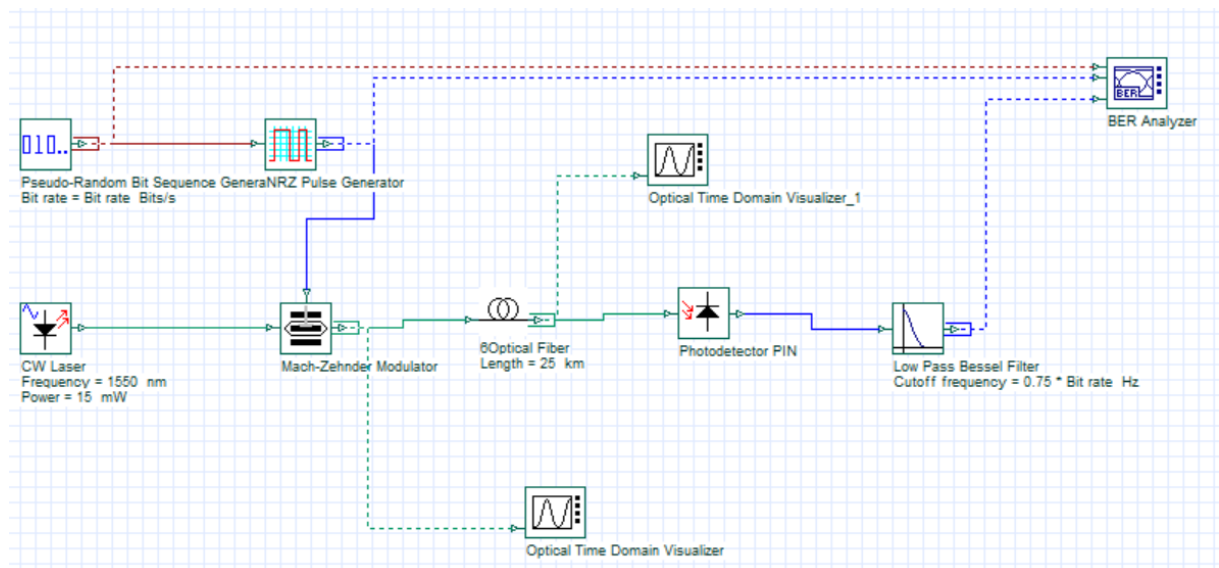 BER
BER Analyzer
010..
Pseudo-Random Bit Sequence GeneraNRZ Pulse Generator
Bit rate = Bit rate  Bits/s
Optical Time Domain Visualizer_1
CW Laser
Frequency = 1550  nm
Power = 15  mW
Mach-Zehnder Modulator
6Optical Fiber
Length = 25  km
Photodetector PIN
Low Pass Bessel Filter
Cutoff frequency = 0.75 * Bit rate  Hz
Optical Time Domain Visualizer